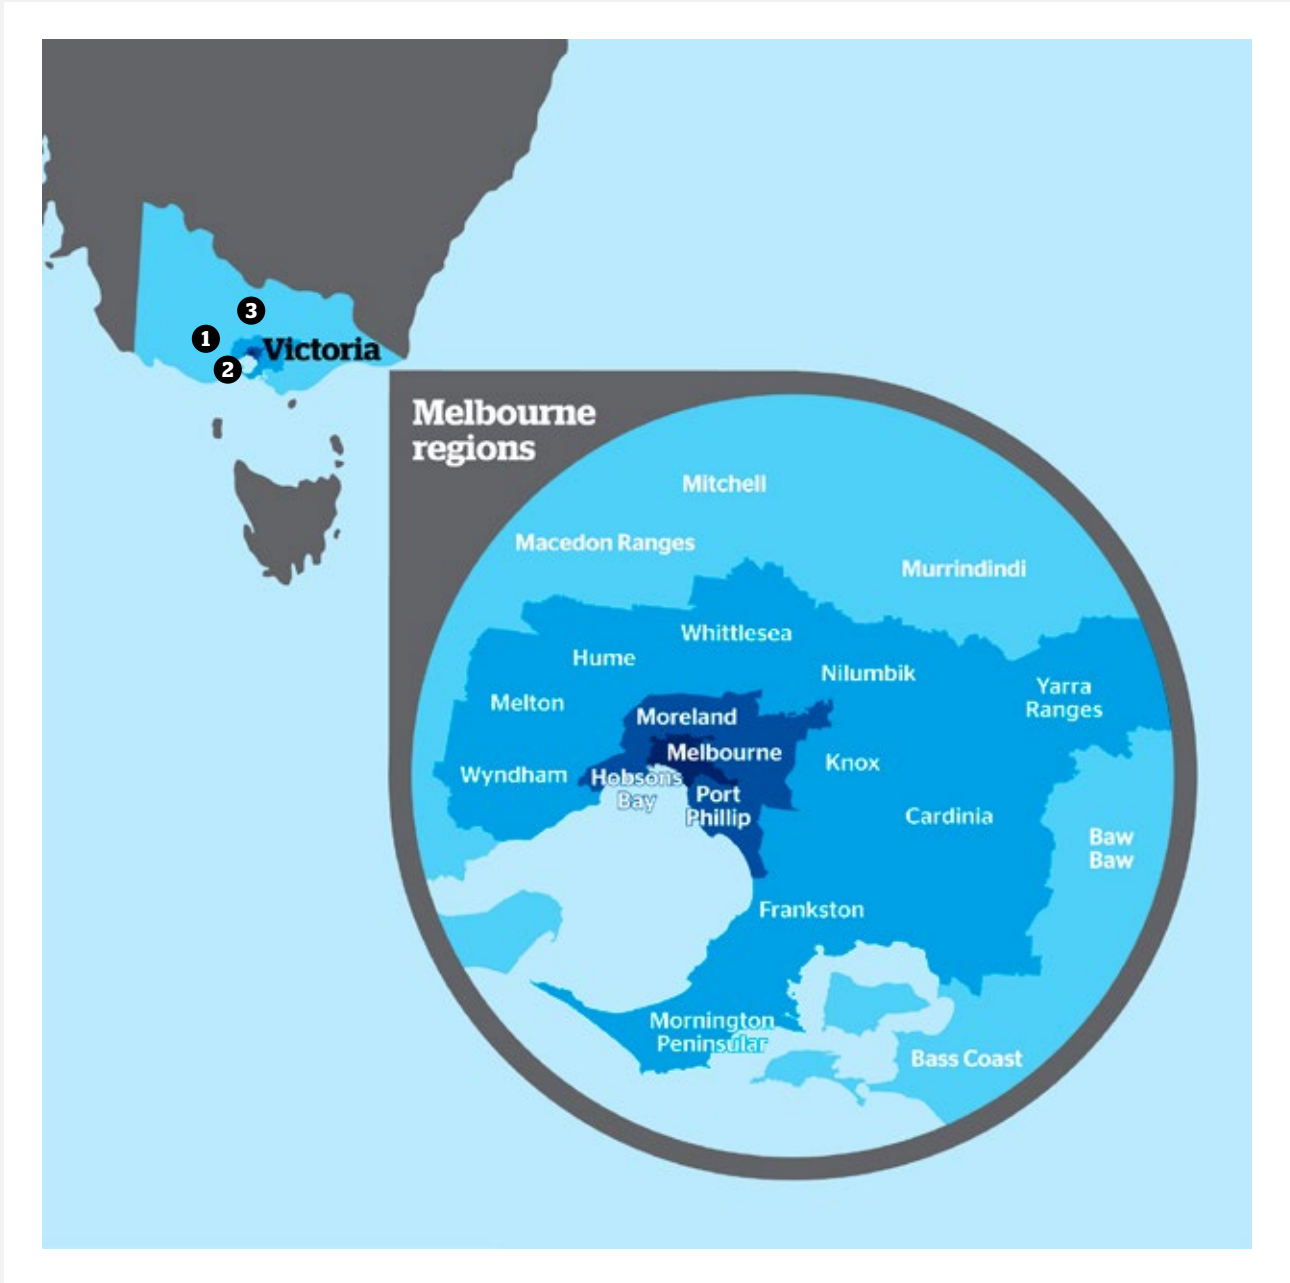 3
1
Victoria
2
Melbourne
regions
Mitchell
Macedon Ranges
Murrindindi
Whittlesea
Hume
Nilumbik
Yarra
Ranges
Melton
Moreland
Melbourne
Knox
Wyndham
Hobsons
Bay
Port
Phillip
Cardinia
Baw
Baw
Frankston
Mornington
Peninsular
Bass Coast